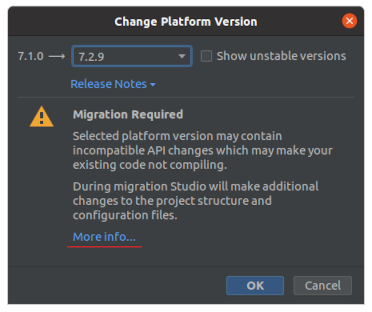 Change Platform Version
7.1.0 → 7.2.9 Show unstable versions
Release Notes
Migration Required
Selected platform version may contain
incompatible API changes which may make your
existing code not compiling.
During migration Studio will make additional
changes to the project structure and
configuration files.
More info...
OK Cancel